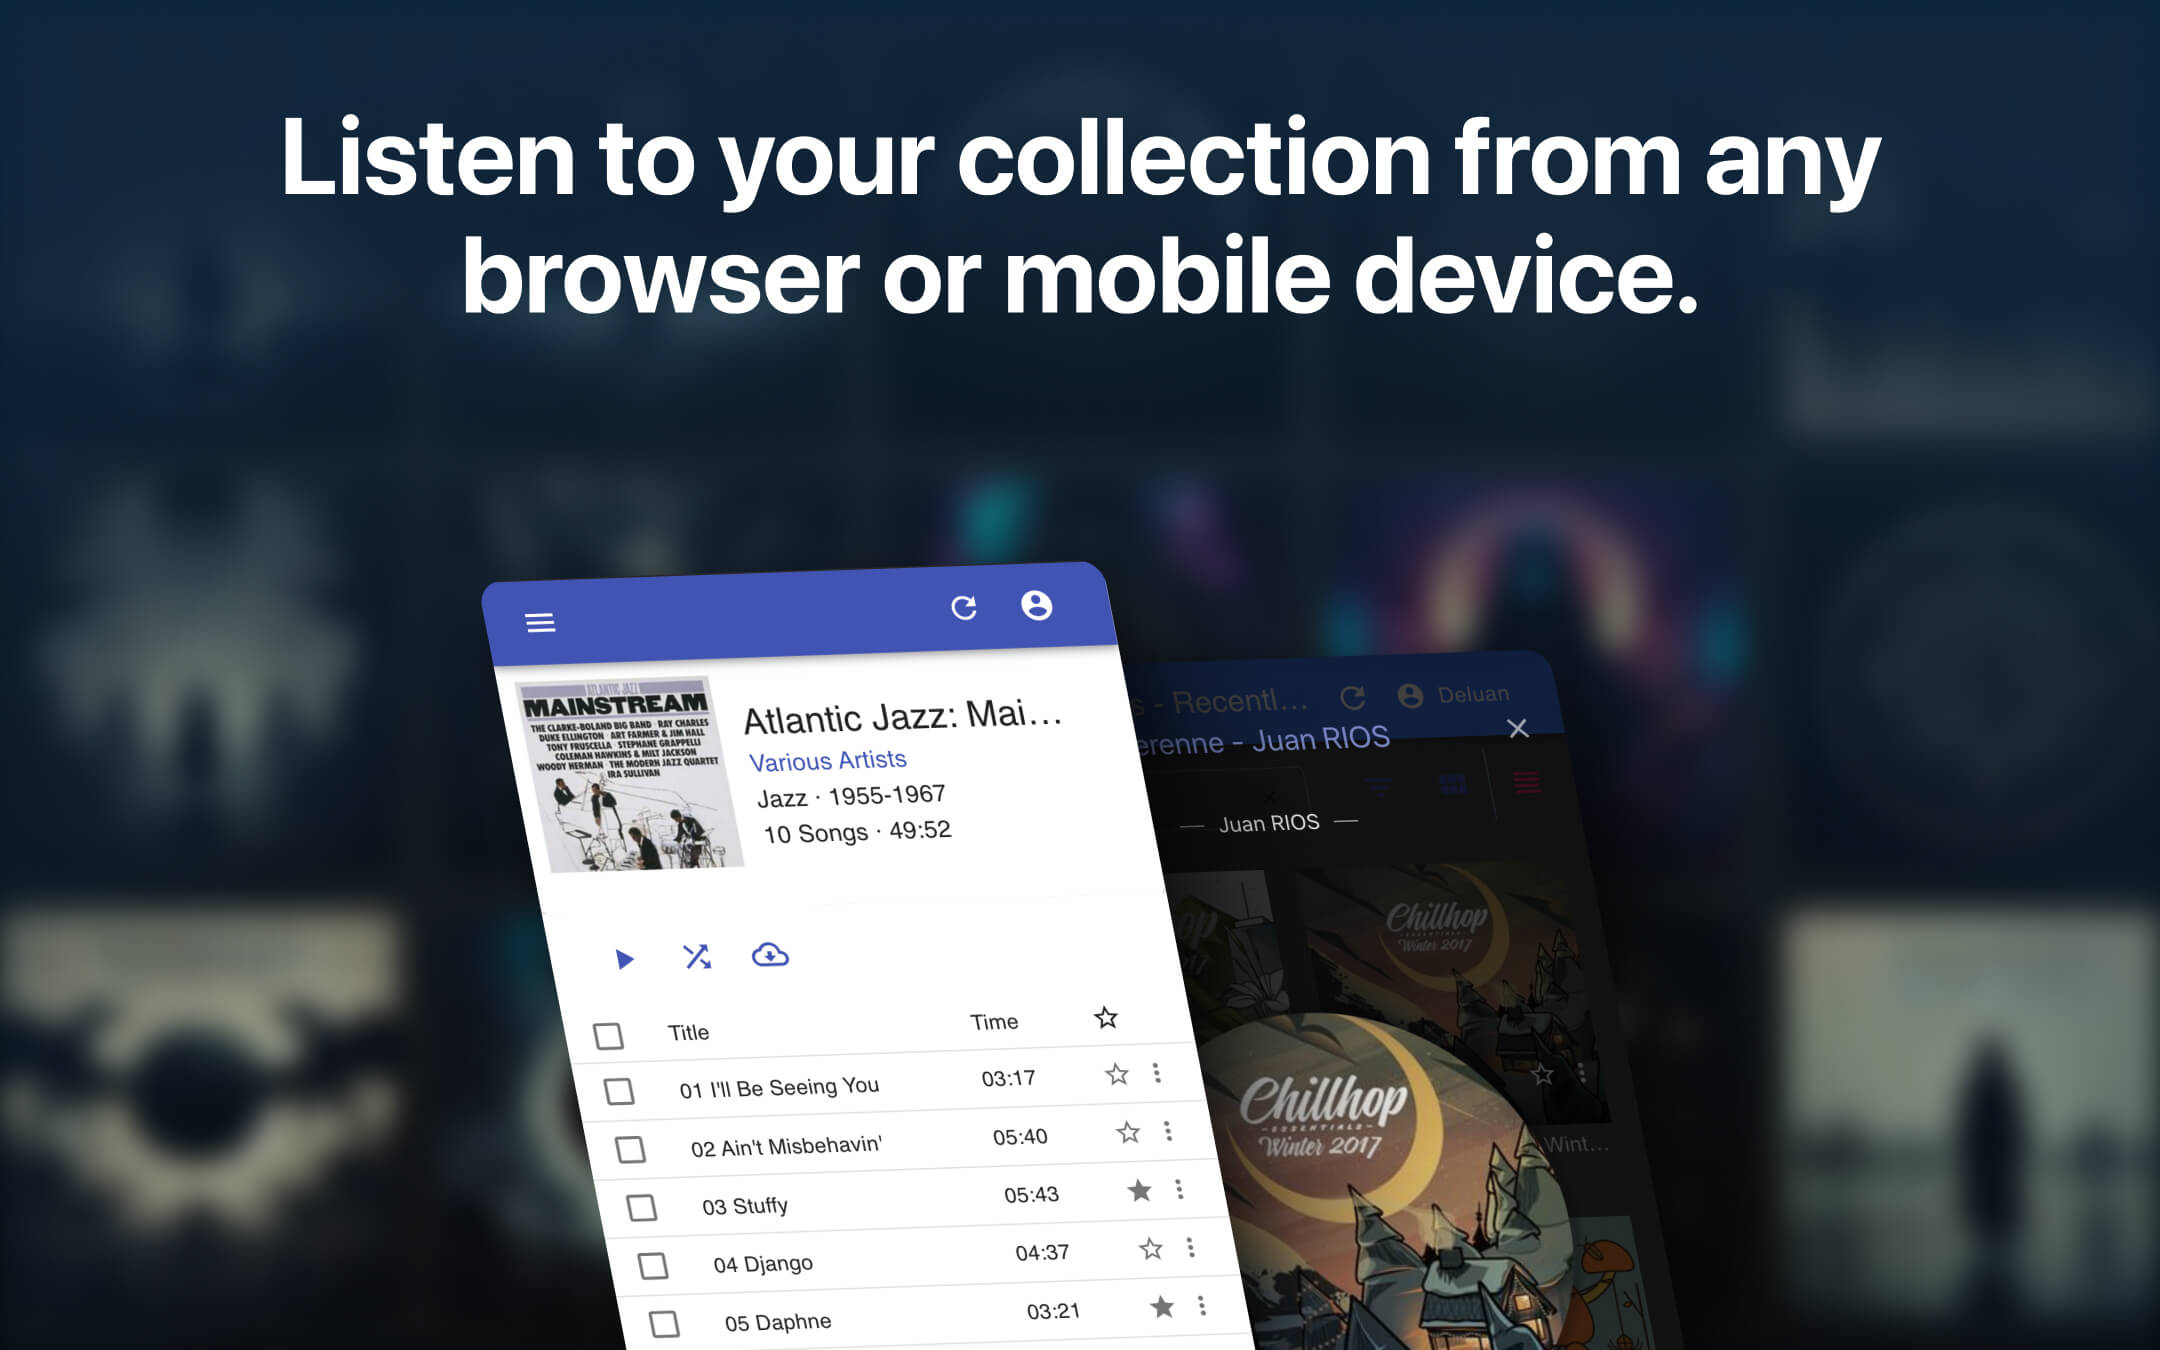 Listen to your collection from any
browser or mobile device.
ATLANTIC JAZZ
MAINSTREAM
THE CLARKE-BOLAND BIG BAND · RAY CHARLES
DUKE ELLINGTON · ART FARMER & JIM HALL
TONY FRUSCELLA · STEPHANE GRAPPELLI
COLEMAN HAWKINS & MILT JACKSON
WOODY HERMAN · THE MODERN JAZZ QUARTET
IRA SULLIVAN
Atlantic Jazz: Mai...
Various Artists
Jazz · 1955-1967
10 Songs · 49:52
Title Time
01 I'll Be Seeing You 03:17
02 Ain't Misbehavin' 05:40
03 Stuffy 05:43
04 Django 04:37
05 Daphne 03:21
s - Recentl... Deluan
erenne - Juan RIOS
Juan RIOS
op
2017
Chillhop
ESSENTIALS
Winter 2017
Wint...
Chillhop
ESSENTIALS
Winter 2017